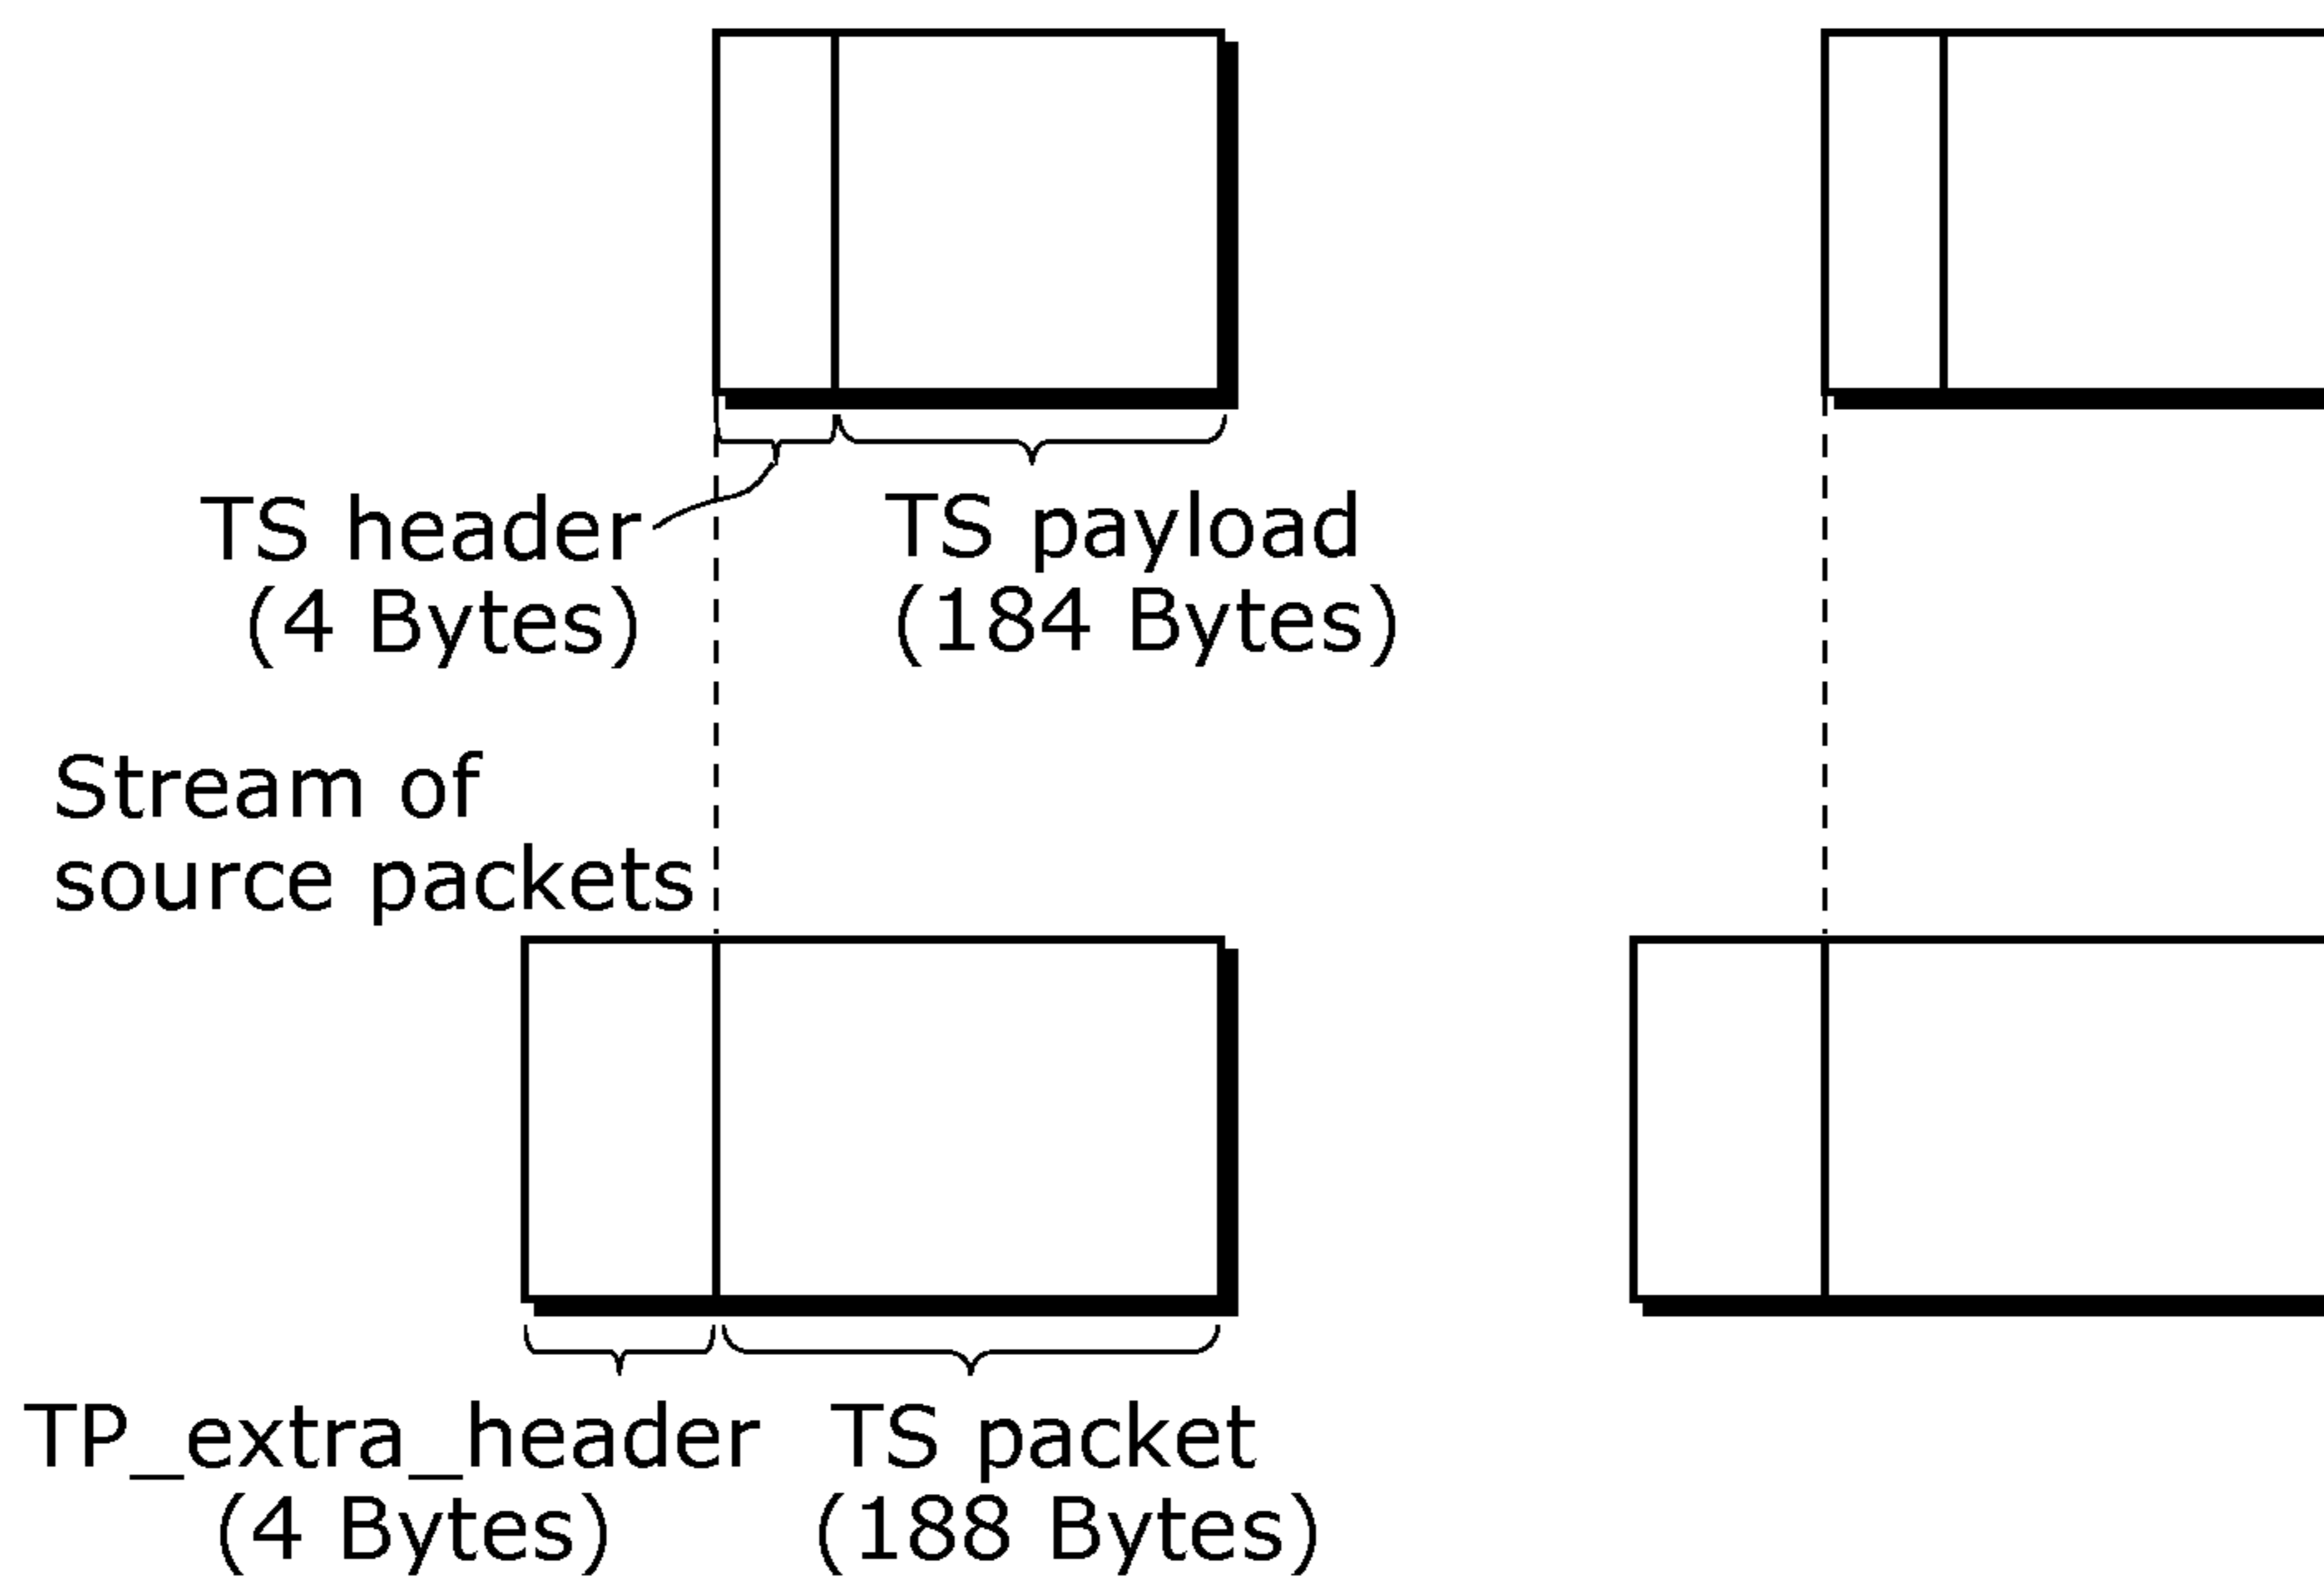 TS header
(4 Bytes)
TS payload
(184 Bytes)
Stream of
source packets
TP_extra_header
(4 Bytes)
TS packet
(188 Bytes)